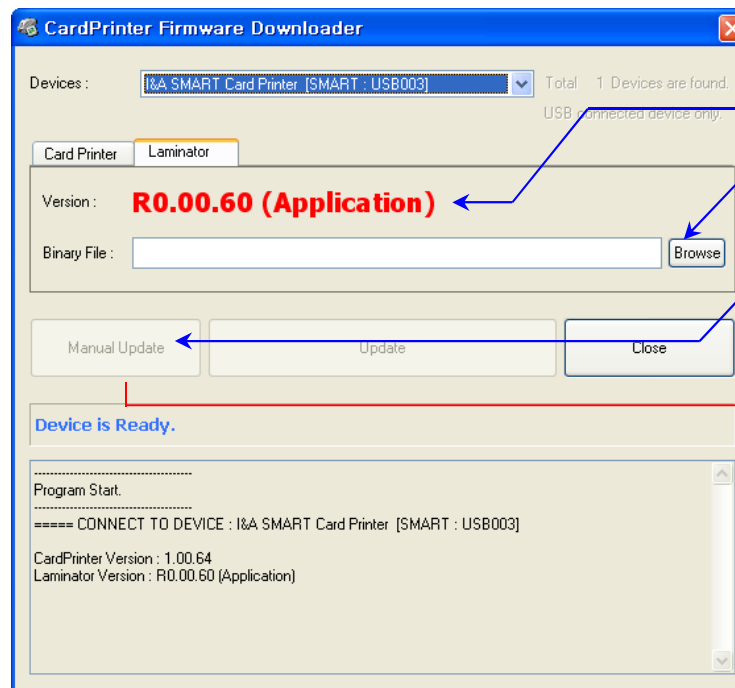 CardPrinter Firmware Downloader
Devices :
I&A SMART Card Printer [SMART : USB003]
Total 1 Devices are found.
USB connected device only.
Card Printer
Laminator
Version :
R0.00.60 (Application)
Binary File :
Browse
Manual Update
Update
Close
Device is Ready.
----------------------------------------
Program Start.
----------------------------------------
===== CONNECT TO DEVICE : I&A SMART Card Printer [SMART : USB003]
CardPrinter Version : 1.00.64
Laminator Version : R0.00.60 (Application)